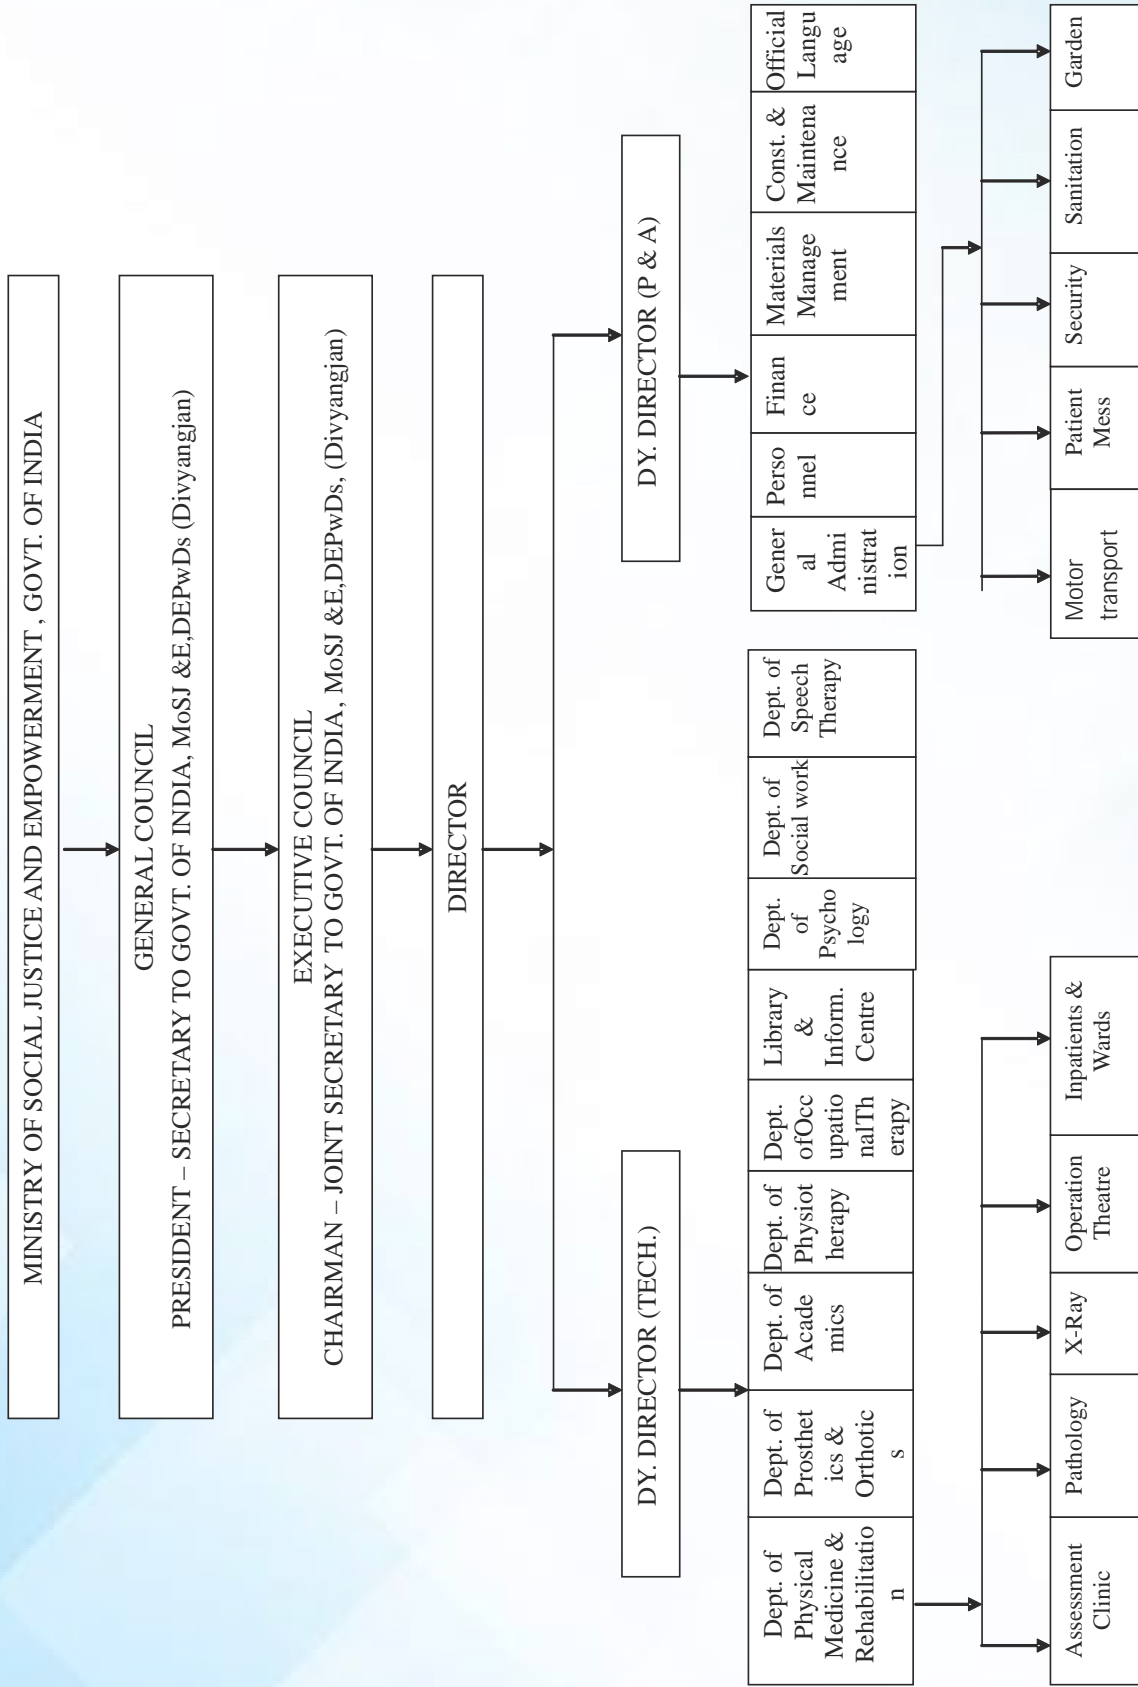 MINISTRY OF SOCIAL JUSTICE AND EMPOWERMENT , GOVT. OF INDIA
GENERAL COUNCIL
PRESIDENT – SECRETARY TO GOVT. OF INDIA, MoSJ &E,DEPwDs (Divyangjan)
EXECUTIVE COUNCIL
CHAIRMAN – JOINT SECRETARY TO GOVT. OF INDIA, MoSJ &E,DEPwDs, (Divyangjan)
DIRECTOR
DY. DIRECTOR (TECH.)
DY. DIRECTOR (P & A)
Dept. of
Physical
Medicine &
Rehabilitatio
n
Dept. of
Prosthet
ics &
Orthotic
s
Dept. of
Acade
mics
Dept. of
Physiot
herapy
Dept.
ofOcc
upatio
nalTh
erapy
Library
&
Inform.
Centre
Dept.
of
Psycho
logy
Dept. of
Social work
Dept. of
Speech
Therapy
Gener
al
Admi
nistrat
ion
Perso
nnel
Finan
ce
Materials
Manage
ment
Const. &
Maintena
nce
Official
Langu
age
Assessment
Clinic
Pathology
X-Ray
Operation
Theatre
Inpatients &
Wards
Motor
transport
Patient
Mess
Security
Sanitation
Garden